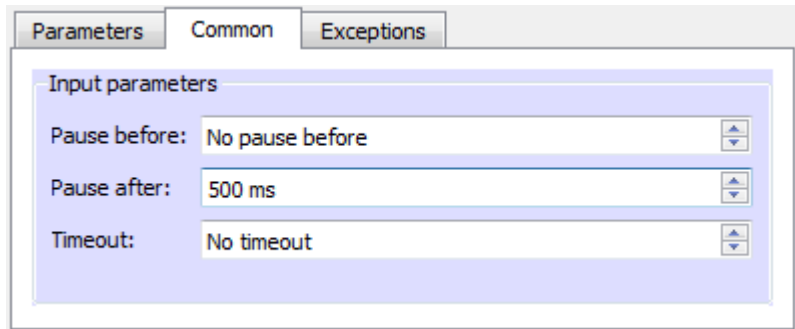 Parameters Common Exceptions
Input parameters
Pause before: No pause before
Pause after: 500 ms
Timeout: No timeout